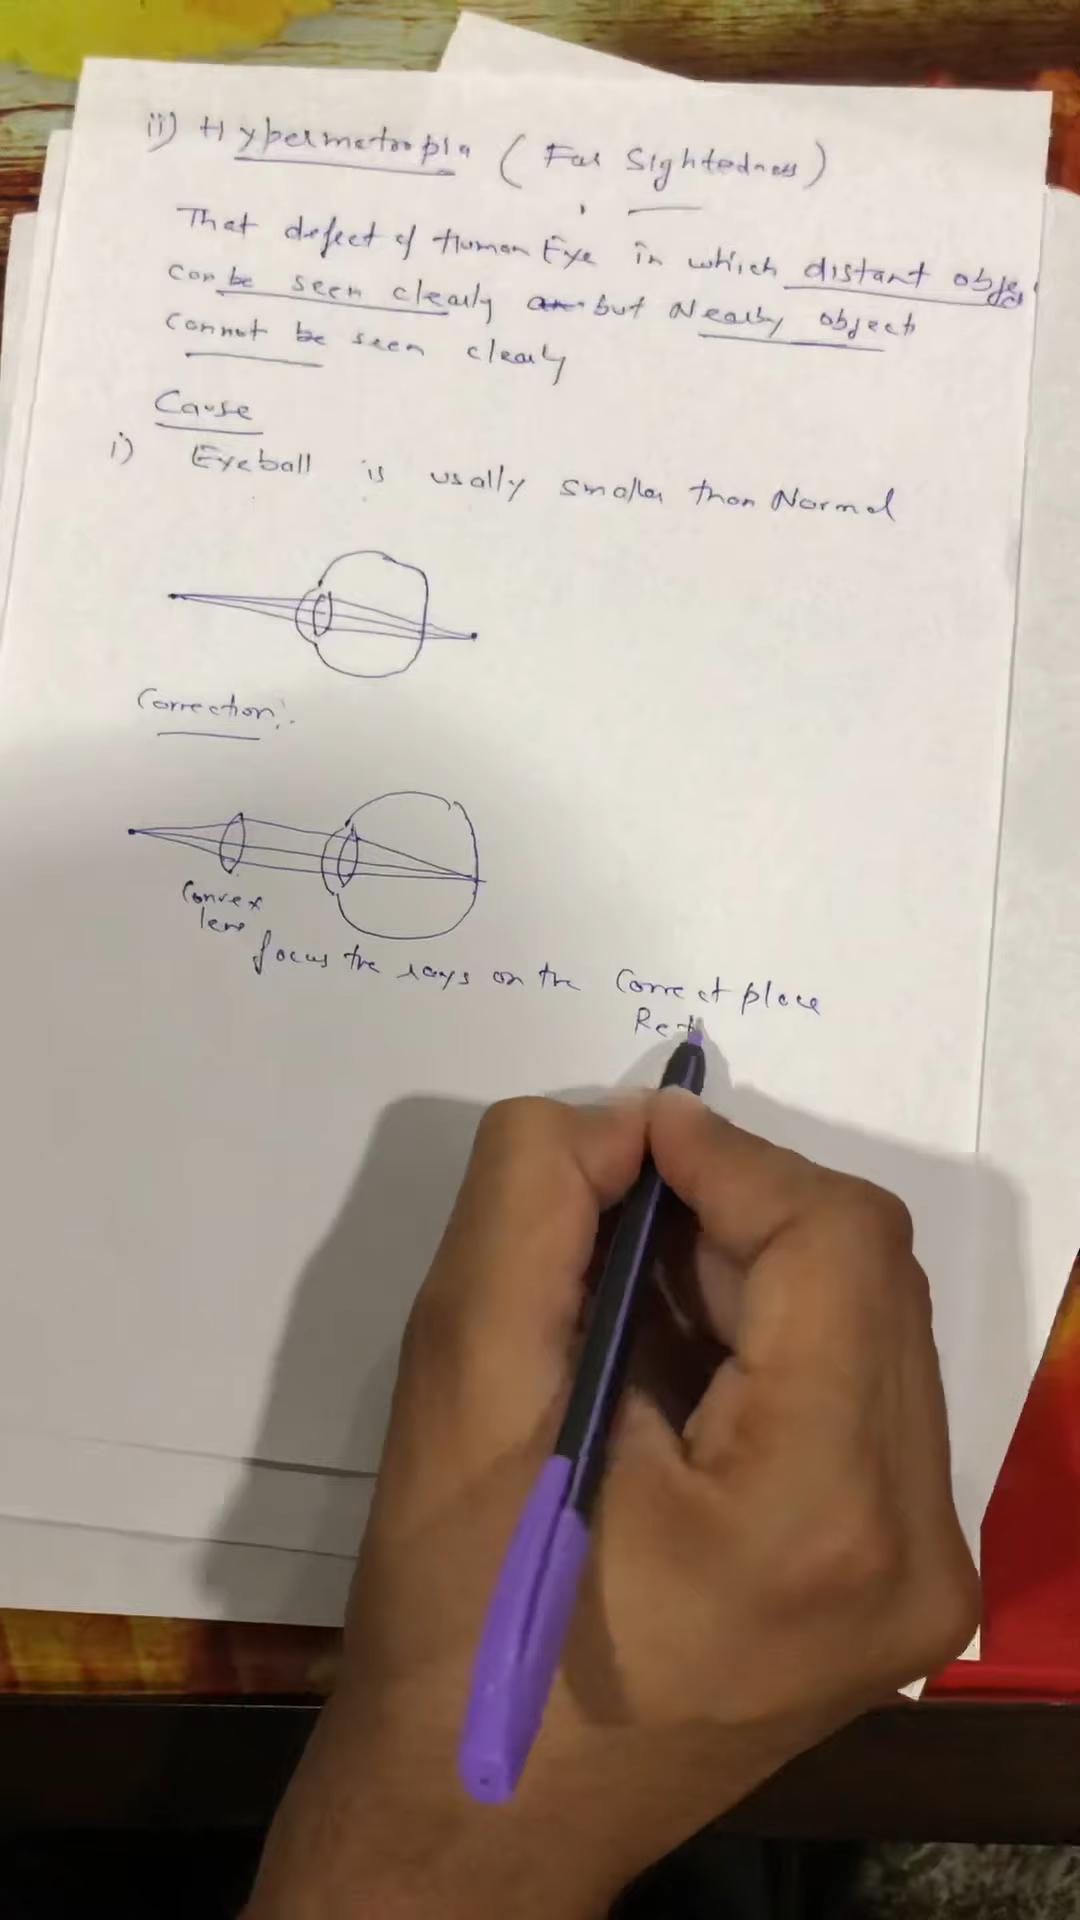 ii) Hypermetropia (Far Sightedness)
That defect of Human Eye in which distant objec
can be seen clearly but Nearby object
cannot be seen clearly
Cause
i) Eyeball is usally smaller than Normal
Correction:
Convex
lens
focus the rays on the Correct place
Ret